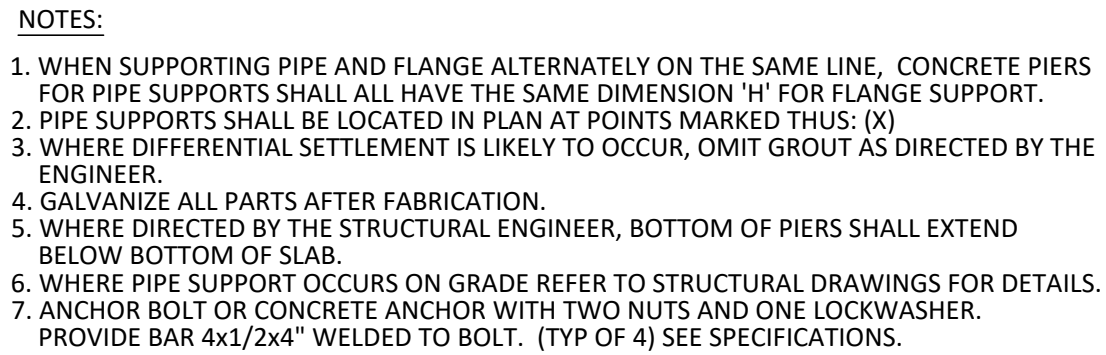 NOTES:
1. WHEN SUPPORTING PIPE AND FLANGE ALTERNATELY ON THE SAME LINE, CONCRETE PIERS
FOR PIPE SUPPORTS SHALL ALL HAVE THE SAME DIMENSION 'H' FOR FLANGE SUPPORT.
2. PIPE SUPPORTS SHALL BE LOCATED IN PLAN AT POINTS MARKED THUS: (X)
3. WHERE DIFFERENTIAL SETTLEMENT IS LIKELY TO OCCUR, OMIT GROUT AS DIRECTED BY THE
ENGINEER.
4. GALVANIZE ALL PARTS AFTER FABRICATION.
5. WHERE DIRECTED BY THE STRUCTURAL ENGINEER, BOTTOM OF PIERS SHALL EXTEND
BELOW BOTTOM OF SLAB.
6. WHERE PIPE SUPPORT OCCURS ON GRADE REFER TO STRUCTURAL DRAWINGS FOR DETAILS.
7. ANCHOR BOLT OR CONCRETE ANCHOR WITH TWO NUTS AND ONE LOCKWASHER.
PROVIDE BAR 4x1/2x4" WELDED TO BOLT. (TYP OF 4) SEE SPECIFICATIONS.